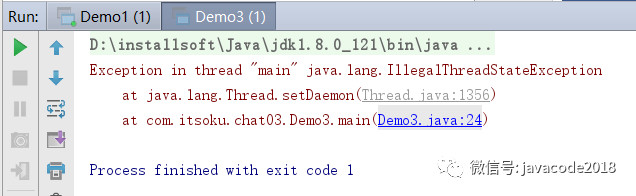 Run: Demo1 (1) Demo3 (1)
D:\installsoft\Java\jdk1.8.0_121\bin\java ...
Exception in thread "main" java.lang.IllegalThreadStateException
at java.lang.Thread.setDaemon(Thread.java:1356)
at com.itsoku.chat03.Demo3.main(Demo3.java:24)
Process finished with exit code 1
微信号: javacode2018